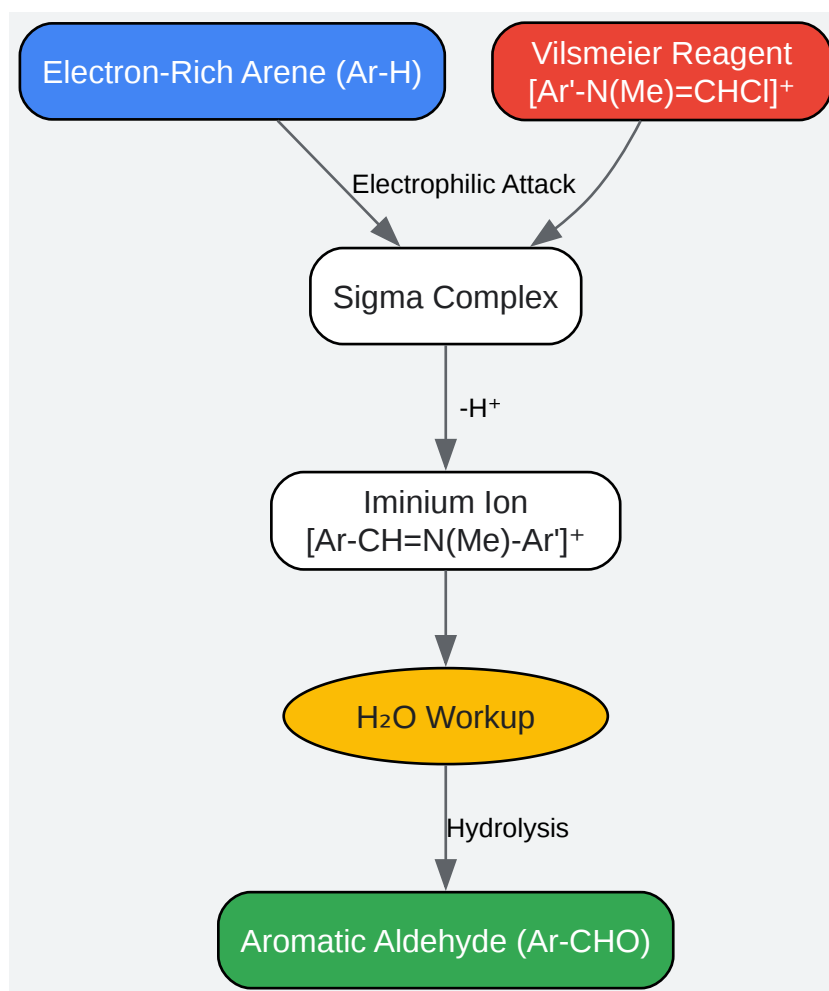 Electron-Rich Arene (Ar-H)
Vilsmeier Reagent
[Ar'-N(Me)=CHCl]⁺
Electrophilic Attack
Sigma Complex
-H⁺
Iminium Ion
[Ar-CH=N(Me)-Ar']⁺
H₂O Workup
Hydrolysis
Aromatic Aldehyde (Ar-CHO)